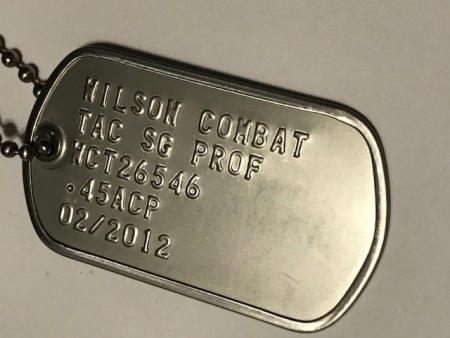 WILSON COMBAT
TAC SG PROF
WCT26546
.45ACP
02/2012